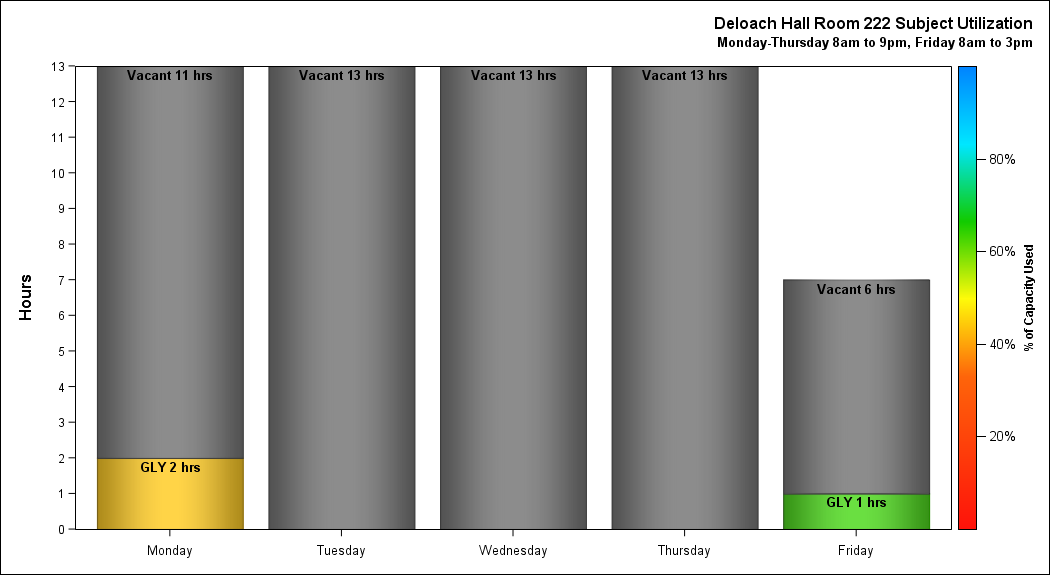 Deloach Hall Room 222 Subject Utilization
Monday-Thursday 8am to 9pm, Friday 8am to 3pm
13
12
11
10
9
8
7
6
5
4
3
2
1
0
Hours
Vacant 11 hrs
Vacant 13 hrs
Vacant 13 hrs
Vacant 13 hrs
Vacant 6 hrs
GLY 2 hrs
GLY 1 hrs
Monday
Tuesday
Wednesday
Thursday
Friday
80%
60%
40%
20%
% of Capacity Used